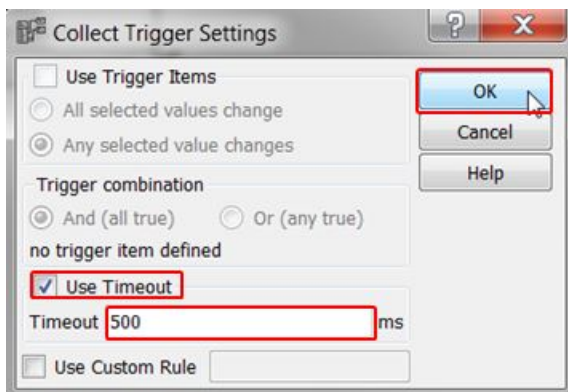 Collect Trigger Settings
Use Trigger Items
All selected values change
Any selected value changes
Trigger combination
And (all true) Or (any true)
no trigger item defined
Use Timeout
Timeout 500 ms
Use Custom Rule
OK
Cancel
Help